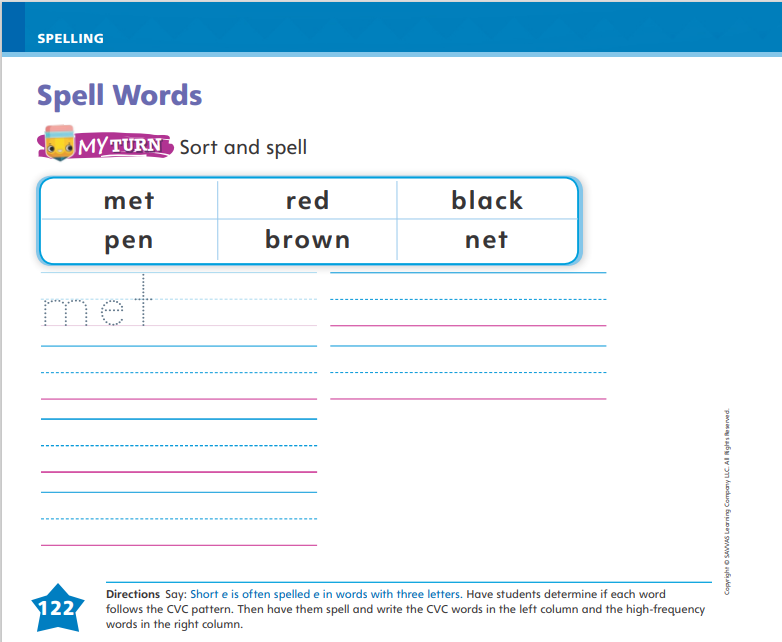 SPELLING
Spell Words
MY TURN Sort and spell
met red black
pen brown net
met
122
Directions Say: Short e is often spelled e in words with three letters. Have students determine if each word
follows the CVC pattern. Then have them spell and write the CVC words in the left column and the high-frequency
words in the right column.
Copyright © SAVVAS Learning Company LLC. All Rights Reserved.